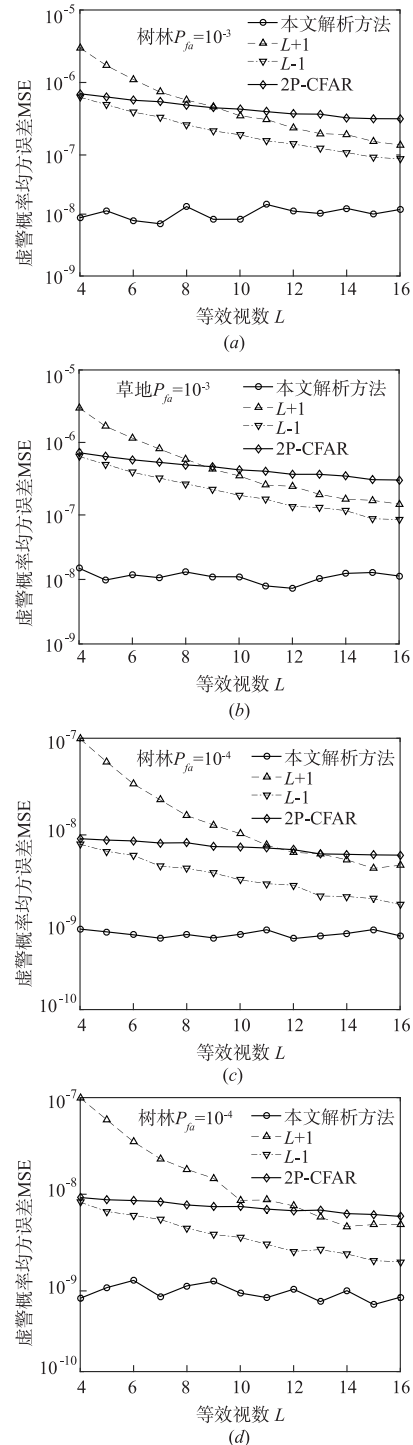 树林P_fa=10^-3
本文解析方法
L+1
L-1
2P-CFAR
虚警概率均方误差MSE
10^-5
10^-6
10^-7
10^-8
10^-9
4 6 8 10 12 14 16
等效视数 L
(a)
草地P_fa=10^-3
本文解析方法
L+1
L-1
2P-CFAR
虚警概率均方误差MSE
10^-5
10^-6
10^-7
10^-8
10^-9
4 6 8 10 12 14 16
等效视数 L
(b)
树林P_fa=10^-4
本文解析方法
L+1
L-1
2P-CFAR
虚警概率均方误差MSE
10^-7
10^-8
10^-9
10^-10
4 6 8 10 12 14 16
等效视数 L
(c)
树林P_fa=10^-4
本文解析方法
L+1
L-1
2P-CFAR
虚警概率均方误差MSE
10^-7
10^-8
10^-9
10^-10
4 6 8 10 12 14 16
等效视数 L
(d)